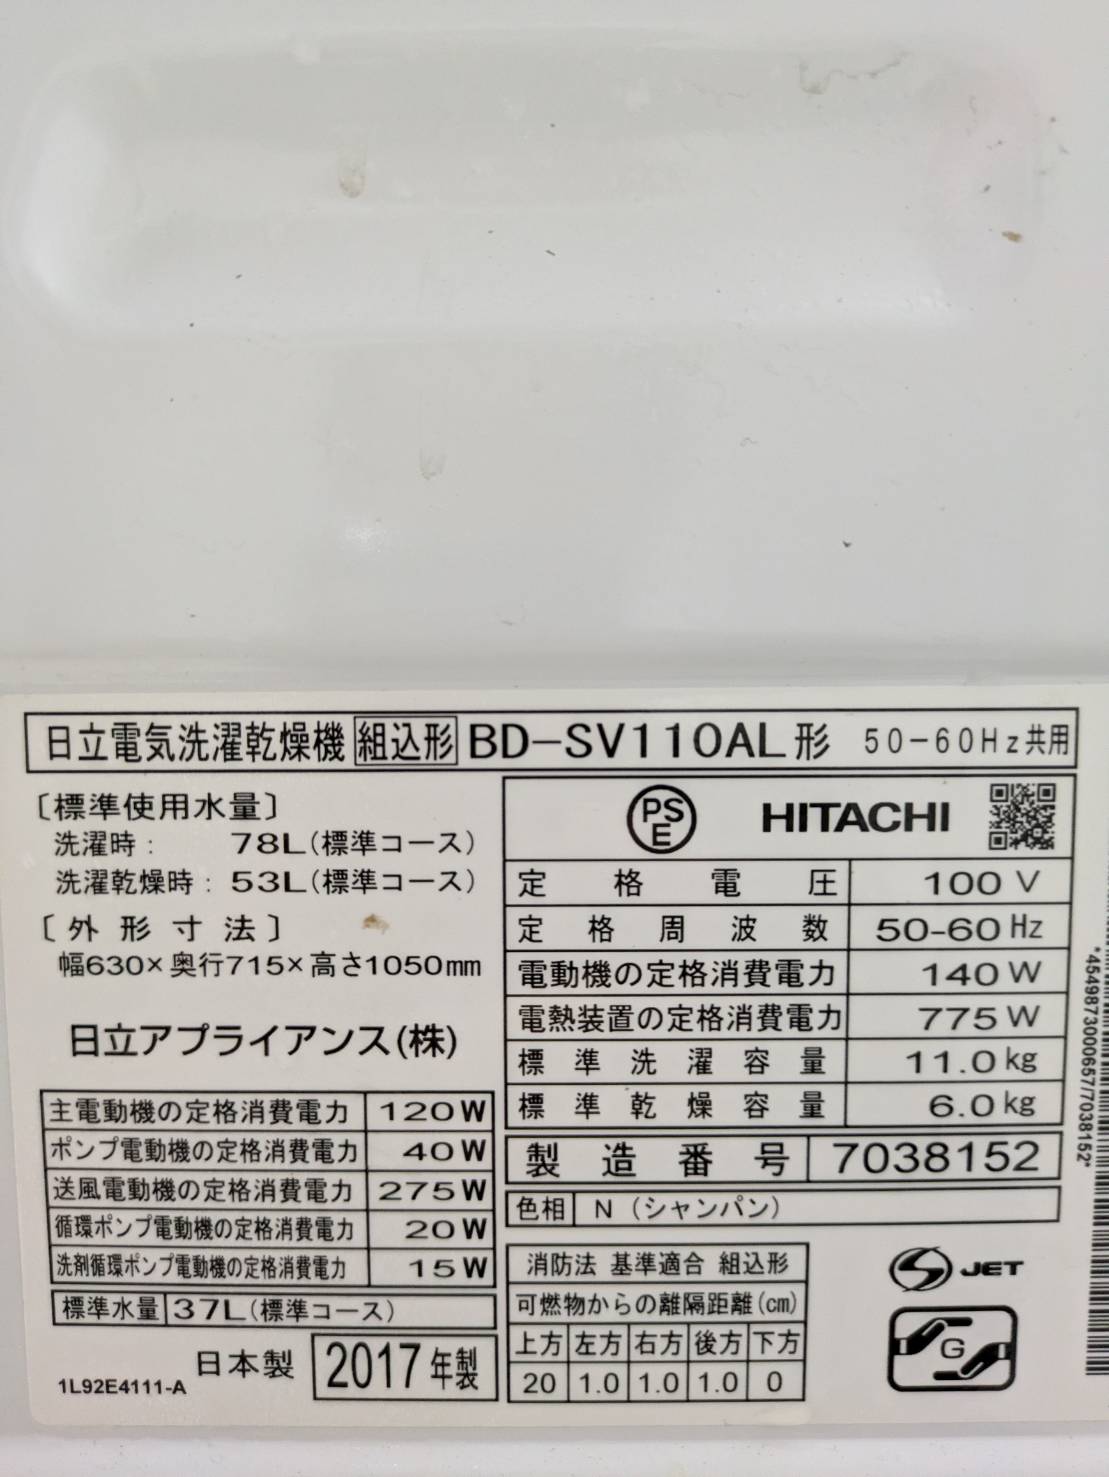 日立電気洗濯乾燥機 組込形 BD-SV110AL形 50-60Hz共用
〔標準使用水量〕
洗濯時： 78L(標準コース)
洗濯乾燥時：53L(標準コース)
〔外形寸法〕
幅630×奥行715×高さ1050mm
日立アプライアンス(株)
主電動機の定格消費電力 120W
ポンプ電動機の定格消費電力 40W
送風電動機の定格消費電力 275W
循環ポンプ電動機の定格消費電力 20W
洗剤循環ポンプ電動機の定格消費電力 15W
標準水量 37L(標準コース)
日本製 2017年製
1L92E4111-A
PSE HITACHI
定格電圧 100 V
定格周波数 50-60 Hz
電動機の定格消費電力 140 W
電熱装置の定格消費電力 775 W
標準洗濯容量 11.0 kg
標準乾燥容量 6.0 kg
製造番号 7038152
色相 N (シャンパン)
消防法 基準適合 組込形
可燃物からの離隔距離(cm)
上方 左方 右方 後方 下方
20 1.0 1.0 1.0 0
S JET
G
*4549873000657/7038152*